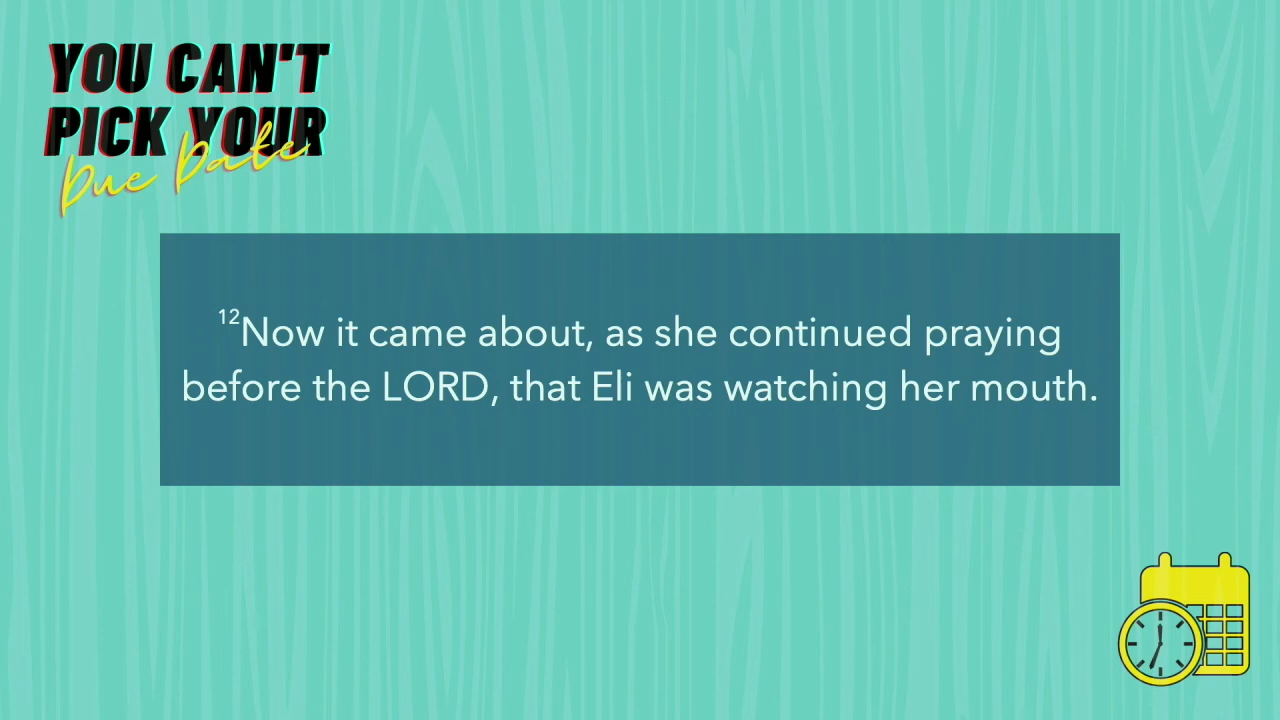 YOU CAN'T
PICK YOUR
Due Date
12Now it came about, as she continued praying
before the LORD, that Eli was watching her mouth.